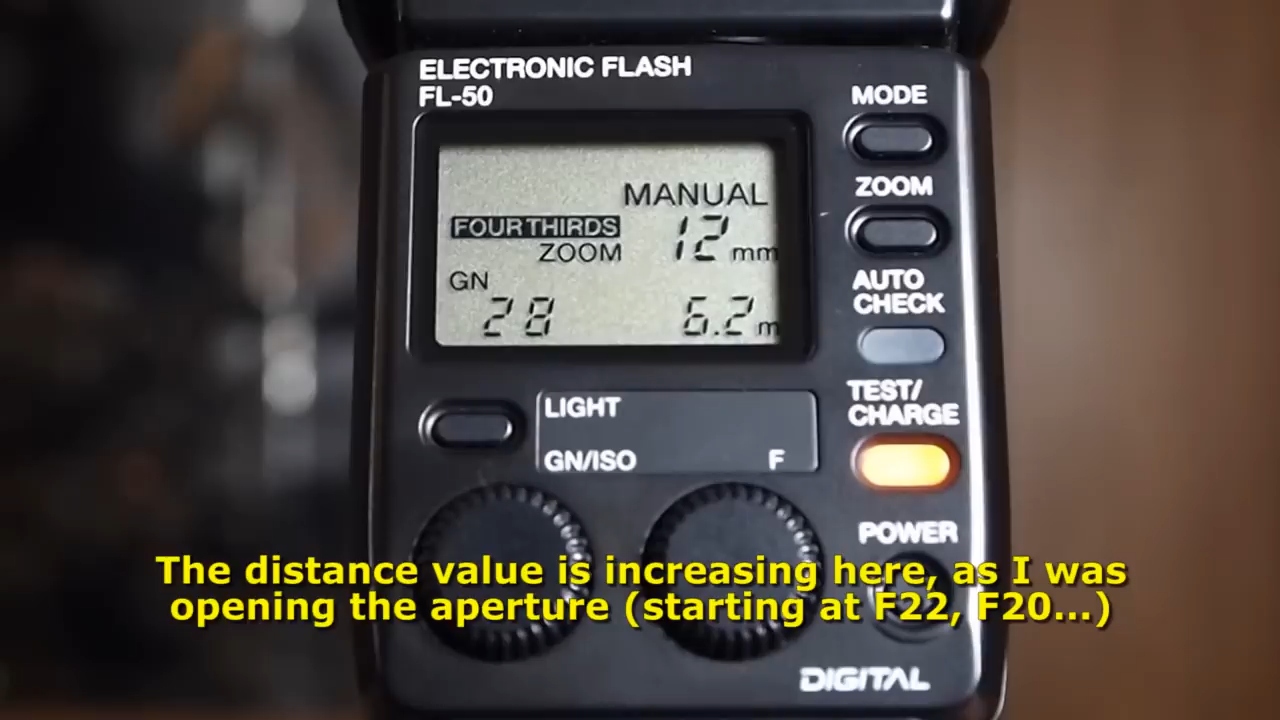 ELECTRONIC FLASH
FL-50
MODE
MANUAL
ZOOM
FOUR THIRDS
12 mm
ZOOM
GN
AUTO
CHECK
28
6.2 m
TEST/
CHARGE
LIGHT
GN/ISO
F
POWER
The distance value is increasing here, as I was
opening the aperture (starting at F22, F20...)
DIGITAL